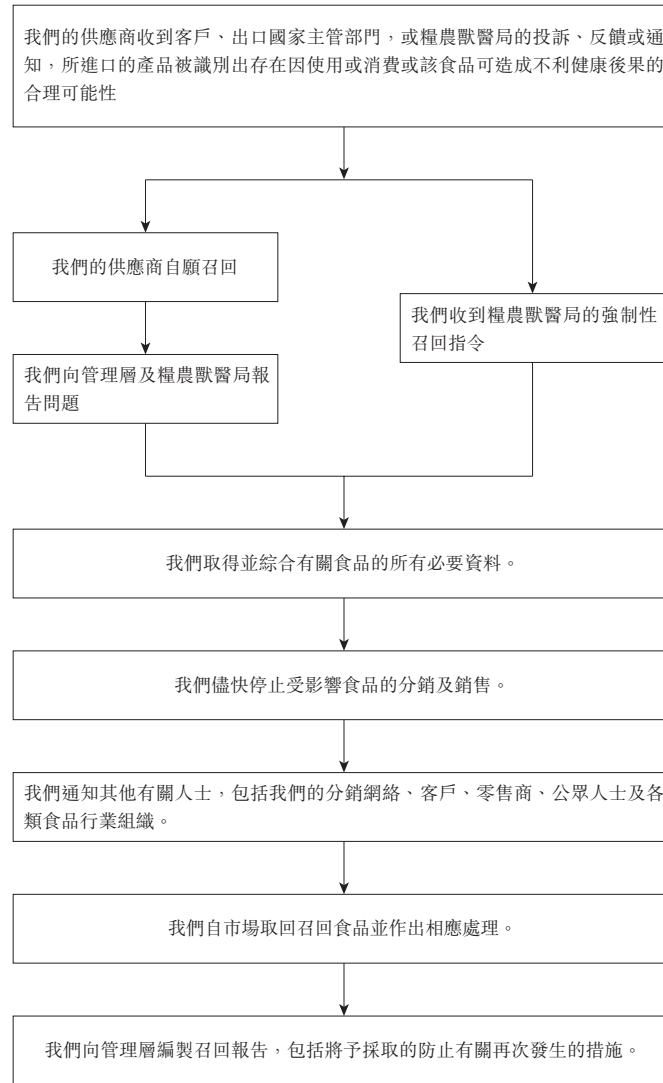 我們的供應商收到客戶、出口國家主管部門，或糧農獸醫局的投訴、反饋或通
知，所進口的產品被識別出存在因使用或消費或該食品可造成不利健康後果的
合理可能性
我們的供應商自願召回
我們收到糧農獸醫局的強制性
召回指令
我們向管理層及糧農獸醫局報
告問題
我們取得並綜合有關食品的所有必要資料。
我們儘快停止受影響食品的分銷及銷售。
我們通知其他有關人士，包括我們的分銷網絡、客戶、零售商、公眾人士及各
類食品行業組織。
我們自市場取回召回食品並作出相應處理。
我們向管理層編製召回報告，包括將予採取的防止有關再次發生的措施。